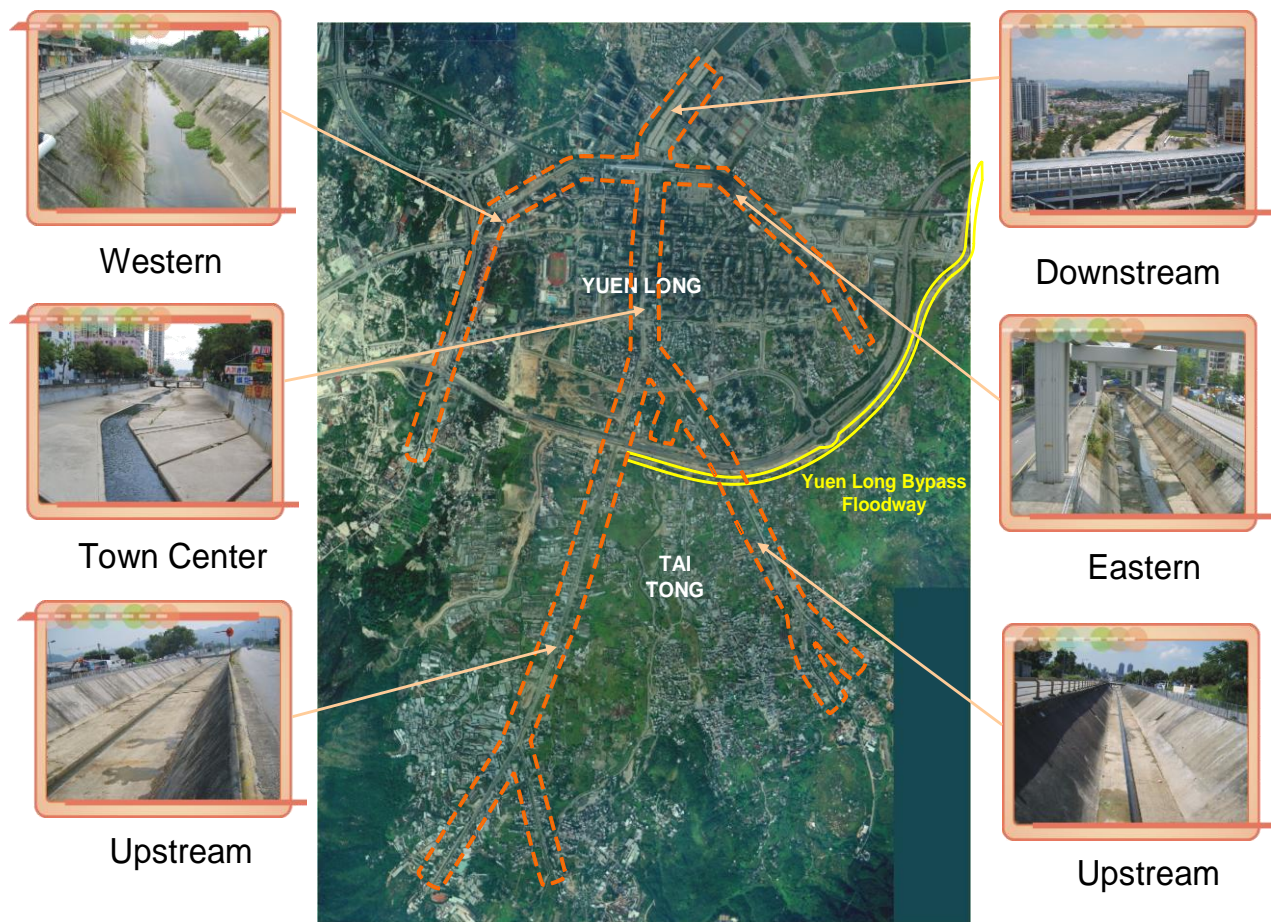 Western
Town Center
Upstream
YUEN LONG
TAI
TONG
Yuen Long Bypass
Floodway
Downstream
Eastern
Upstream